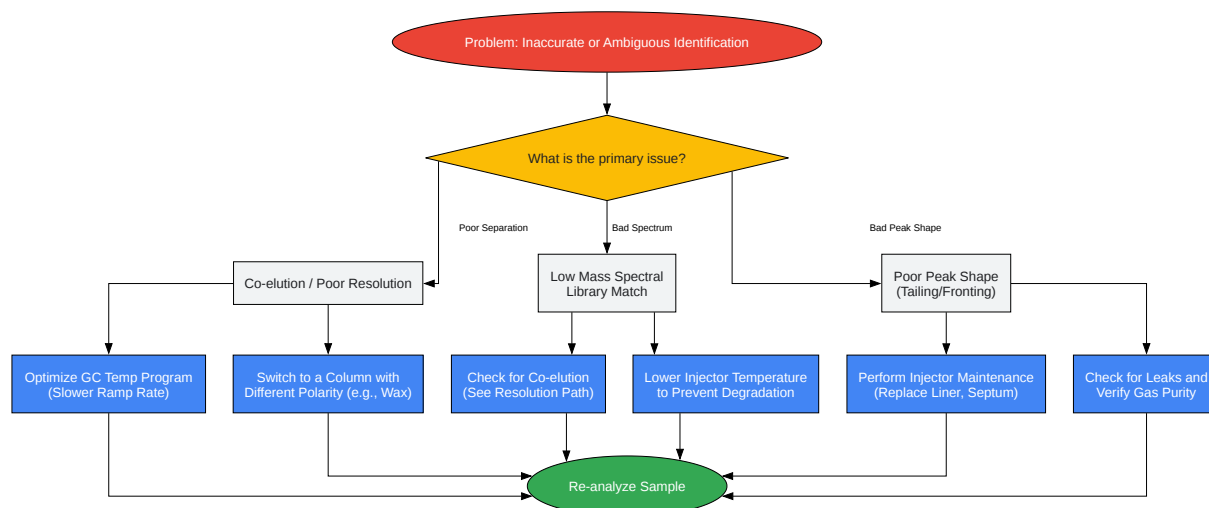 Problem: Inaccurate or Ambiguous Identification
What is the primary issue?
Poor Separation
Bad Spectrum
Bad Peak Shape
Co-elution / Poor Resolution
Low Mass Spectral
Library Match
Poor Peak Shape
(Tailing/Fronting)
Optimize GC Temp Program
(Slower Ramp Rate)
Switch to a Column with
Different Polarity (e.g., Wax)
Check for Co-elution
(See Resolution Path)
Lower Injector Temperature
to Prevent Degradation
Perform Injector Maintenance
(Replace Liner, Septum)
Check for Leaks and
Verify Gas Purity
Re-analyze Sample